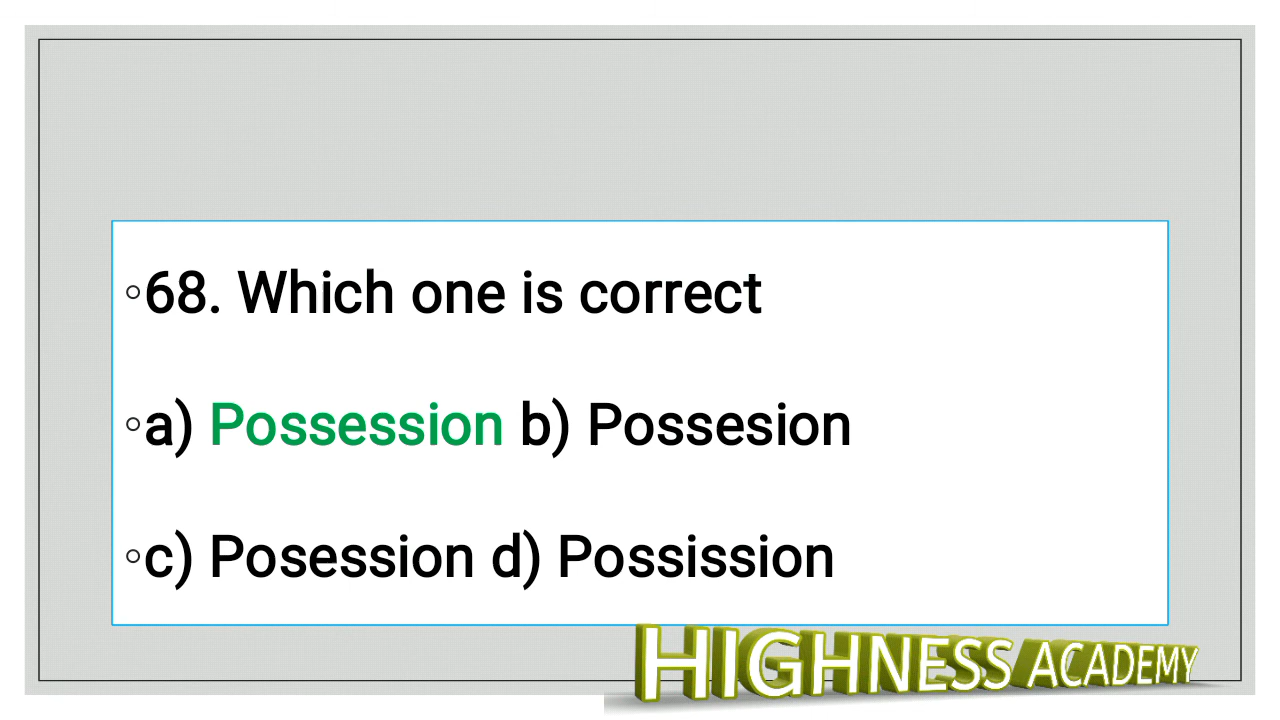 ◦68. Which one is correct
◦a) Possession b) Possesion
◦c) Posession d) Possission
HIGHNESS ACADEMY